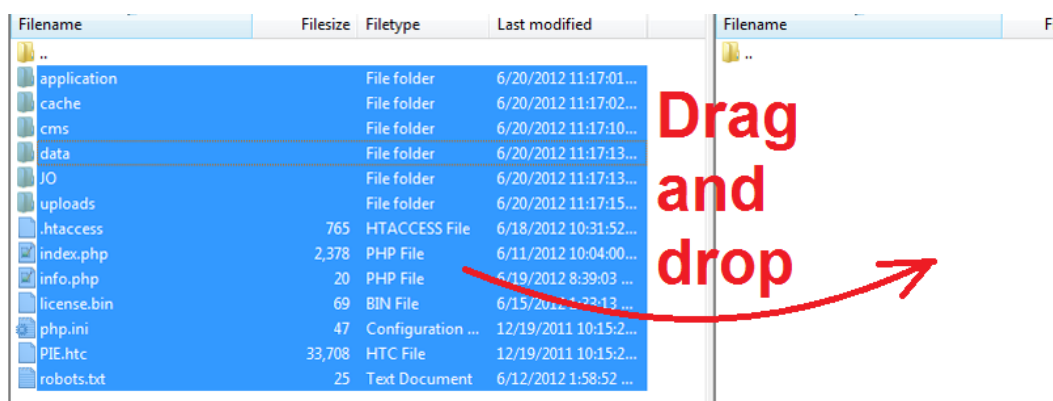 Filename Filesize Filetype Last modified Filename F
.. ..
application File folder 6/20/2012 11:17:01...
cache File folder 6/20/2012 11:17:02...
cms File folder 6/20/2012 11:17:10...
data File folder 6/20/2012 11:17:13...
JO File folder 6/20/2012 11:17:13...
uploads File folder 6/20/2012 11:17:15...
.htaccess 765 HTACCESS File 6/18/2012 10:31:52...
index.php 2,378 PHP File 6/11/2012 10:04:00...
info.php 20 PHP File 6/19/2012 8:39:03 ...
license.bin 69 BIN File 6/15/2012 1:33:13 ...
php.ini 47 Configuration ... 12/19/2011 10:15:2...
PIE.htc 33,708 HTC File 12/19/2011 10:15:2...
robots.txt 25 Text Document 6/12/2012 1:58:52 ...
Drag
and
drop